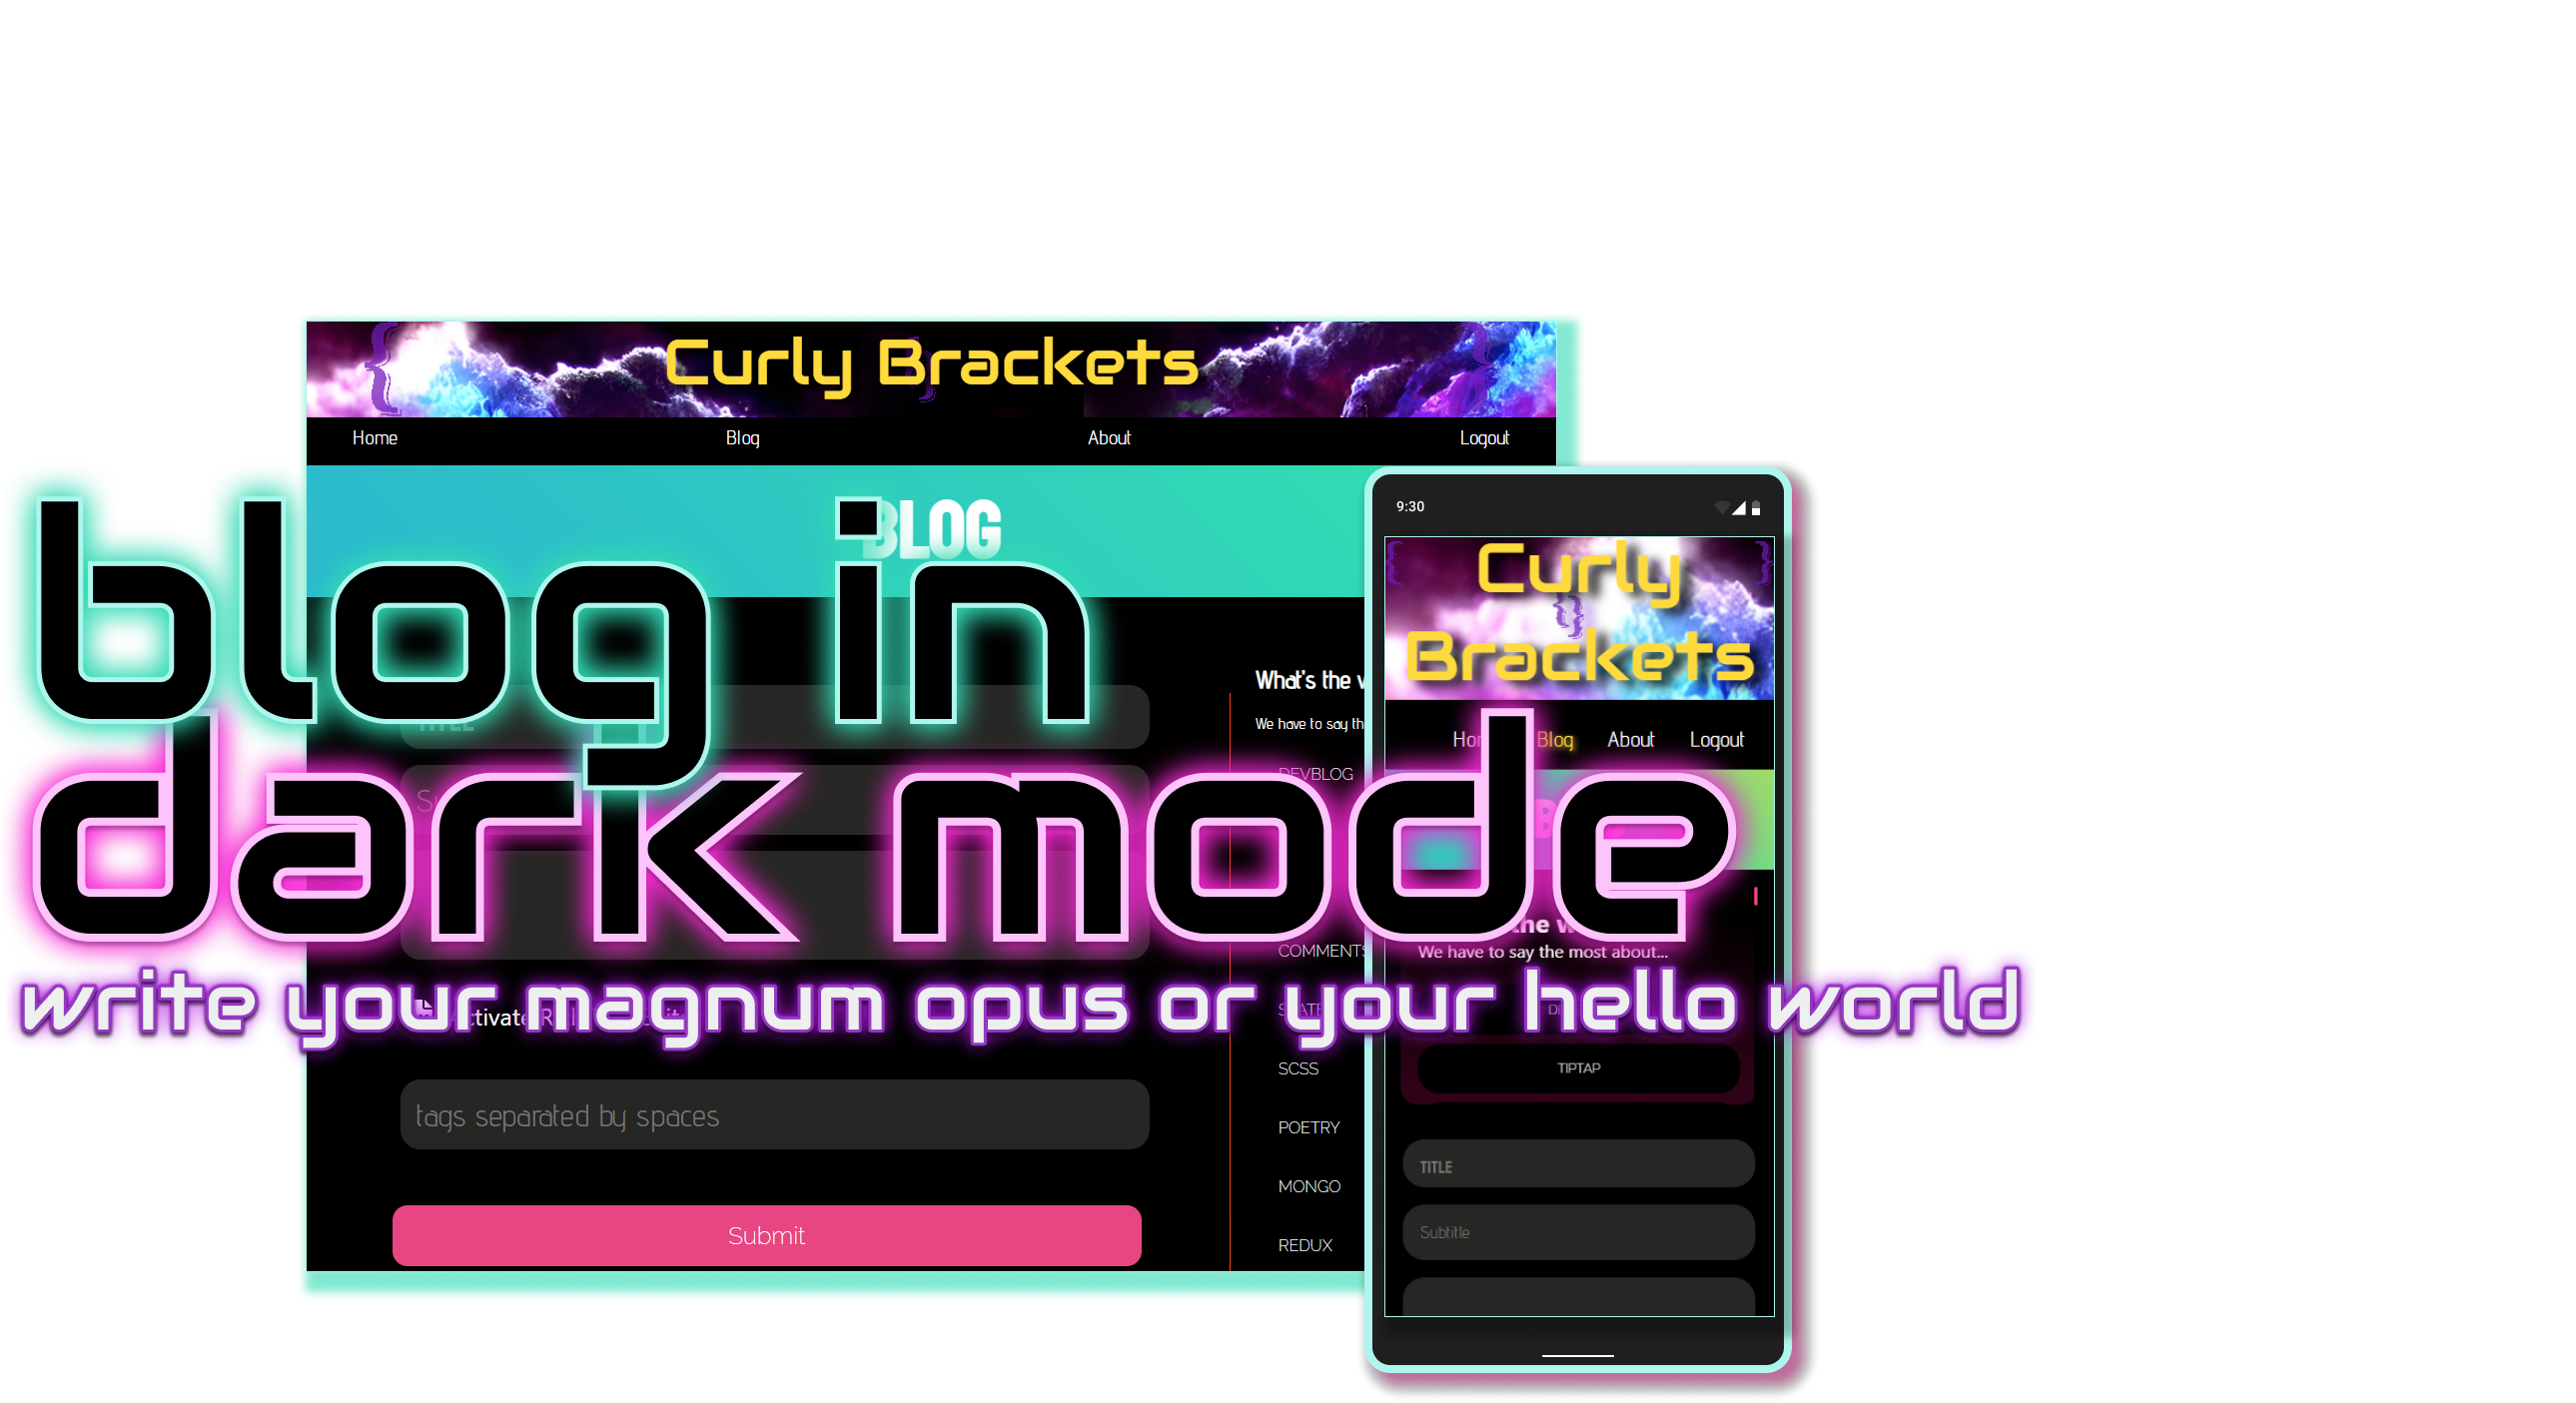 Curly Brackets
Home Blog About Logout
BLOG
blog in
dark mode
write your magnum opus or your hello world
TITLE
What's the
We have to say
DEVBLOG
COMMENTS
SCSS
POETRY
MONGO
REDUX
tags separated by spaces
Submit
9:30
Curly
Brackets
Blog About Logout
the
We have to say the most about...
TIPTAP
TITLE
Subtitle